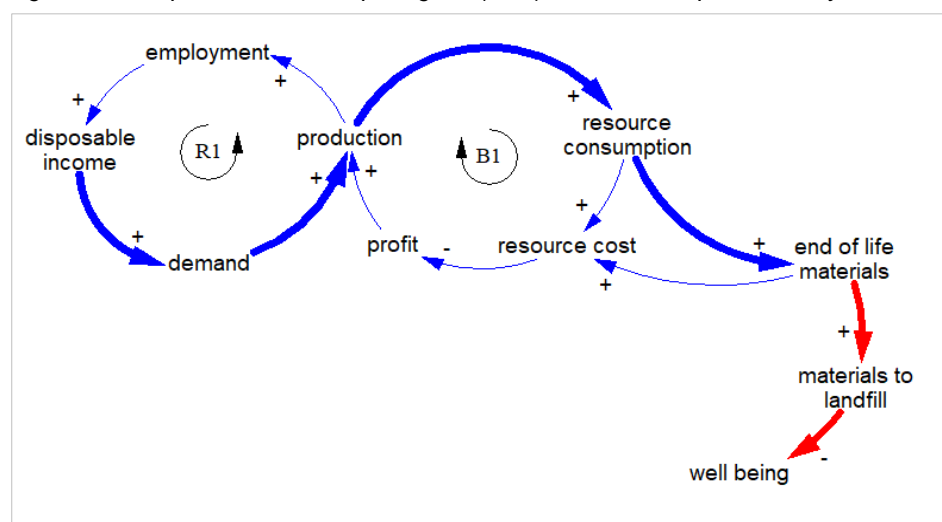 employment
+
+
+
disposable
income
R1
production
B1
resource
consumption
+
+
+
+
demand
+
profit
-
resource cost
+
end of life
materials
+
+
materials to
landfill
well being
-